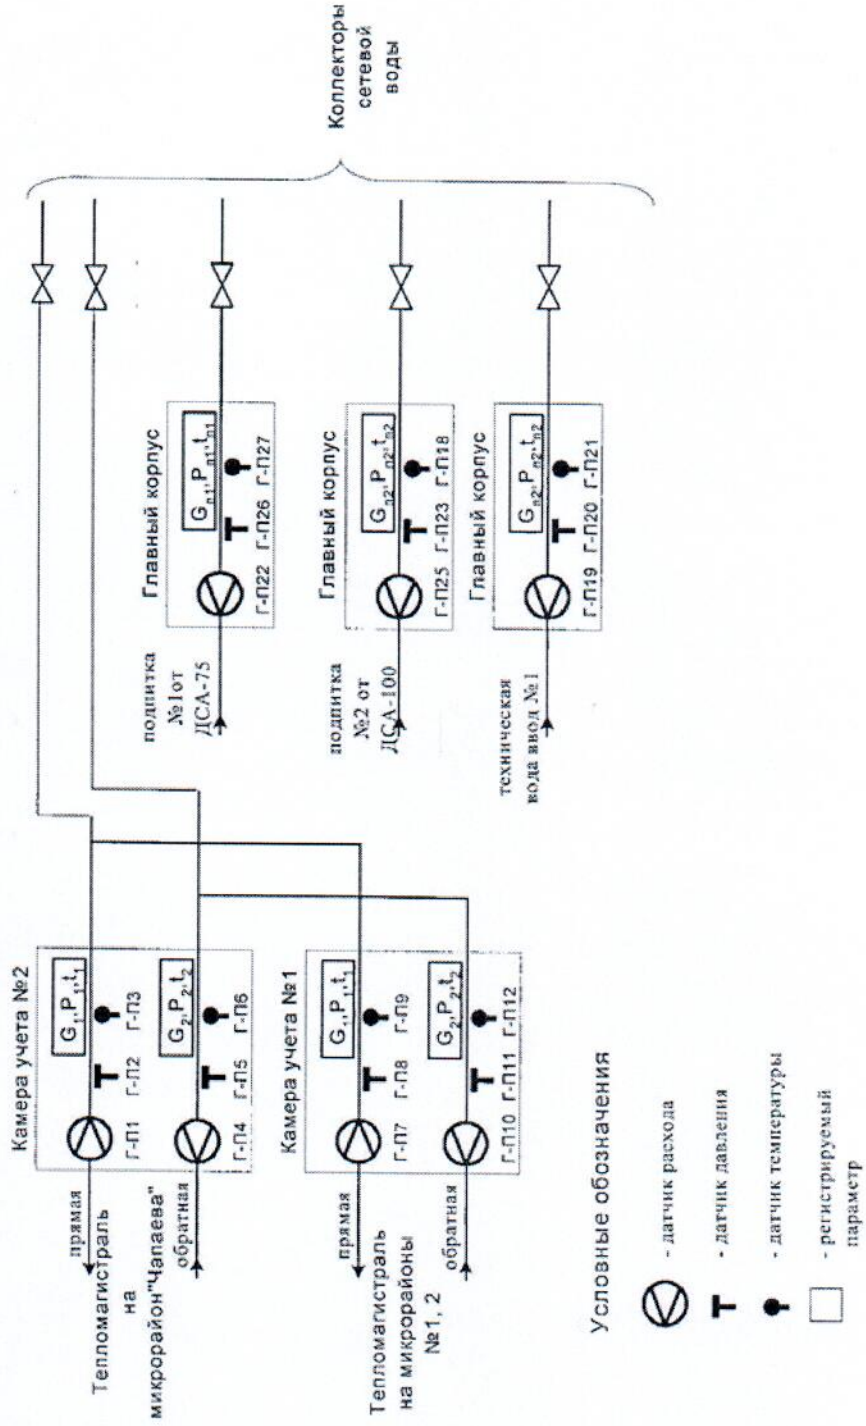 Камера учета №2
G1,P1,t1
Г-П1
Г-П2
Г-П3
G2,P2,t2
Г-П4
Г-П5
Г-П6
прямая
обратная
Тепломагистраль
на
микрорайон"Чапаева"
Камера учета №1
G1,P1,t1
Г-П7
Г-П8
Г-П9
G2,P2,t2
Г-П10
Г-П11
Г-П12
прямая
обратная
Тепломагистраль
на микрорайоны
№1, 2
Главный корпус
Gп1,Pп1,tп1
Г-П22
Г-П26
Г-П27
подпитка
№1от
ДСА-75
Главный корпус
Gп2,Pп2,tп2
Г-П25
Г-П23
Г-П18
подпитка
№2 от
ДСА-100
Главный корпус
Gп2,Pп2,tп2
Г-П19
Г-П20
Г-П21
техническая
вода ввод №1
Коллекторы
сетевой
воды
Условные обозначения
- датчик расхода
- датчик давления
- датчик температуры
- регистрируемый
параметр